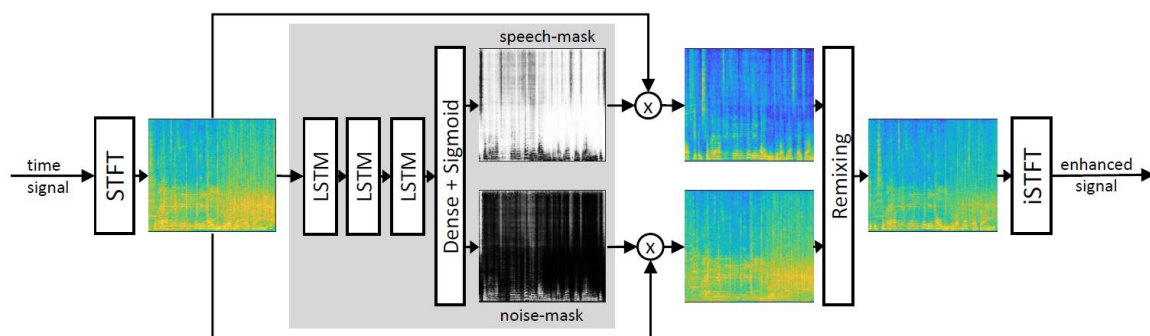 time
signal
STFT
LSTM
LSTM
LSTM
Dense + Sigmoid
speech-mask
noise-mask
x
x
Remixing
iSTFT
enhanced
signal